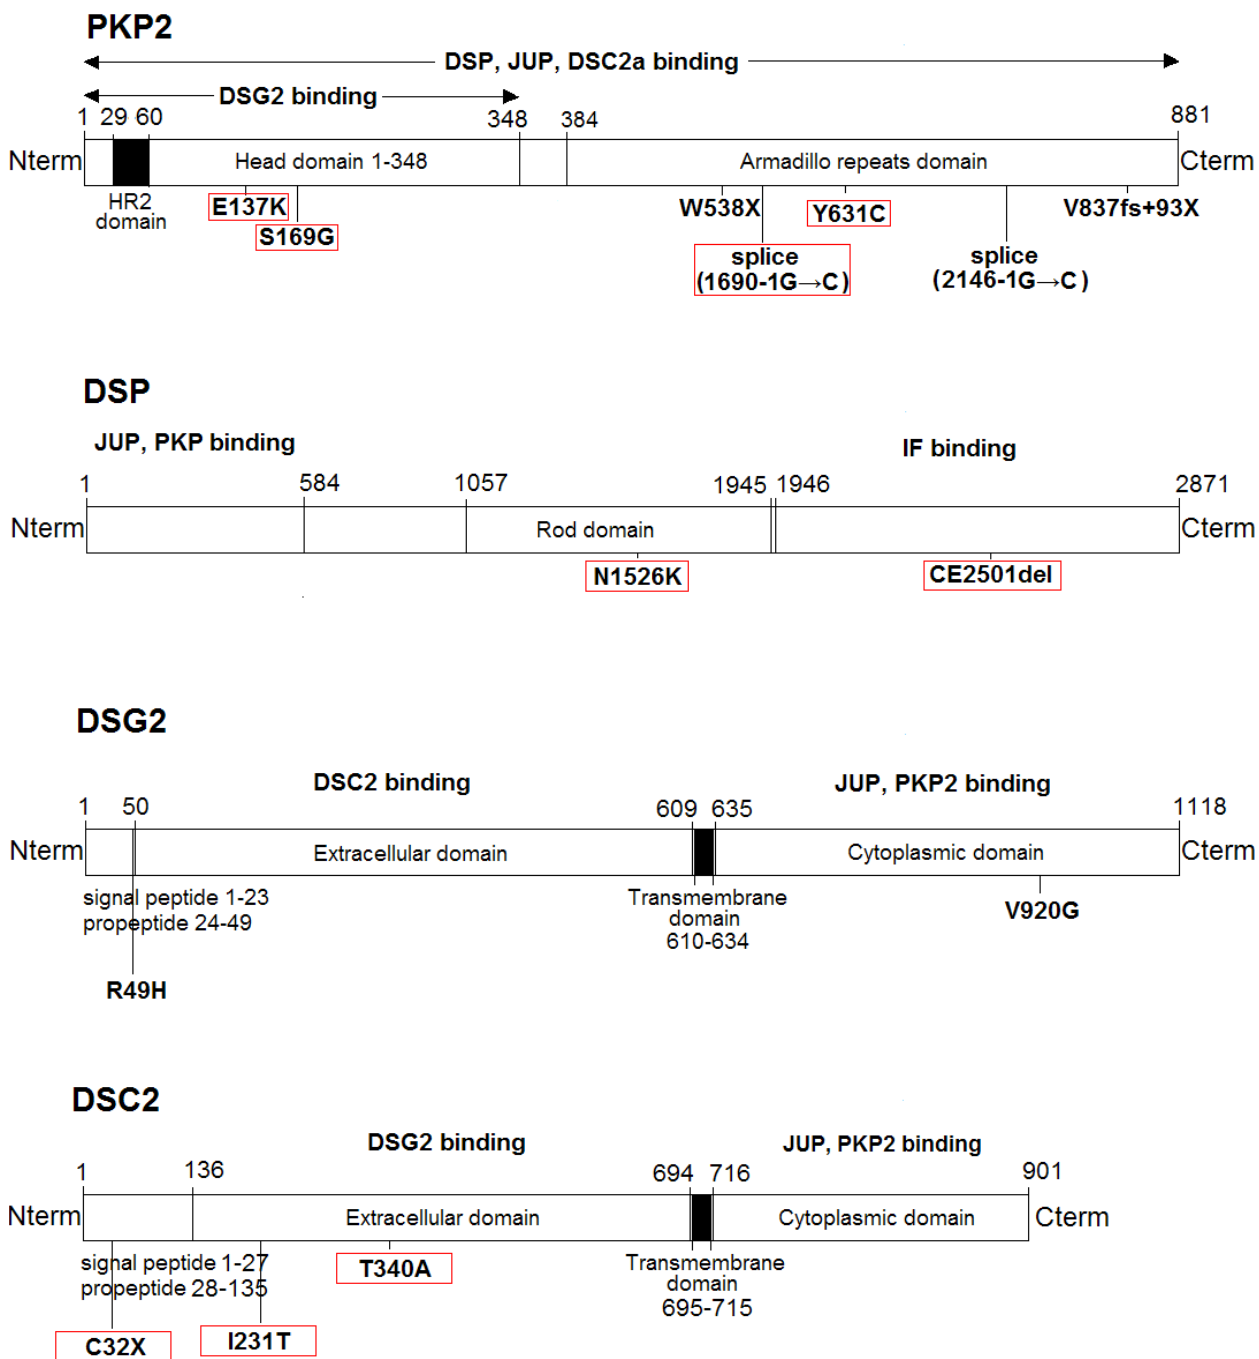 PKP2
DSP, JUP, DSC2a binding
DSG2 binding
1 29 60 348 384 881
Nterm Head domain 1-348 Armadillo repeats domain Cterm
HR2
domain
E137K W538X Y631C V837fs+93X
S169G
splice
(1690-1G→C)
splice
(2146-1G→C)
DSP
JUP, PKP binding IF binding
1 584 1057 1945 1946 2871
Nterm Rod domain Cterm
N1526K CE2501del
DSG2
DSC2 binding JUP, PKP2 binding
1 50 609 635 1118
Nterm Extracellular domain Cytoplasmic domain Cterm
signal peptide 1-23
propeptide 24-49
Transmembrane
domain
610-634
V920G
R49H
DSC2
DSG2 binding JUP, PKP2 binding
1 136 694 716 901
Nterm Extracellular domain Cytoplasmic domain Cterm
signal peptide 1-27
propeptide 28-135
T340A
Transmembrane
domain
695-715
C32X I231T